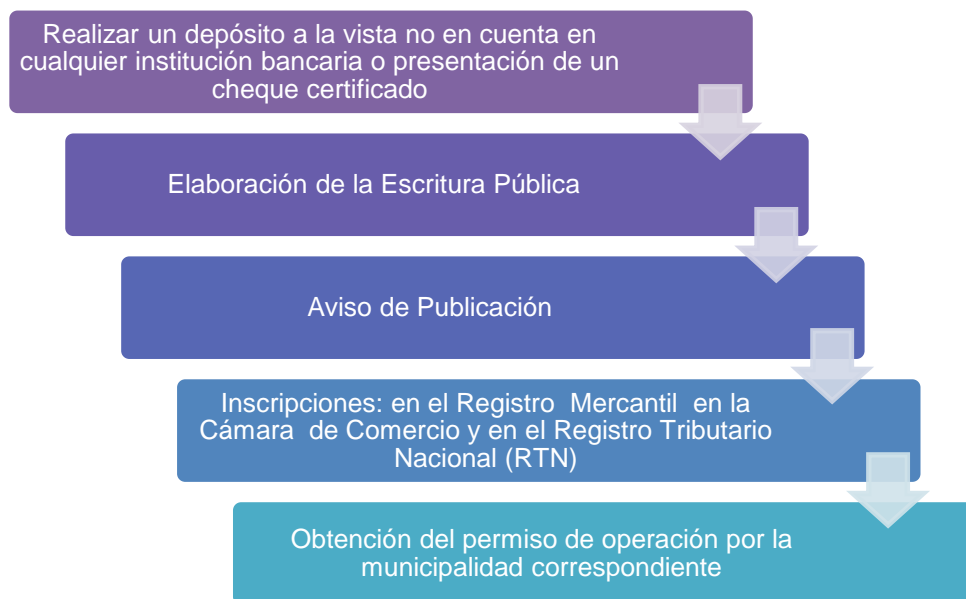 Realizar un depósito a la vista no en cuenta en
cualquier institución bancaria o presentación de un
cheque certificado
Elaboración de la Escritura Pública
Aviso de Publicación
Inscripciones: en el Registro Mercantil en la
Cámara de Comercio y en el Registro Tributario
Nacional (RTN)
Obtención del permiso de operación por la
municipalidad correspondiente